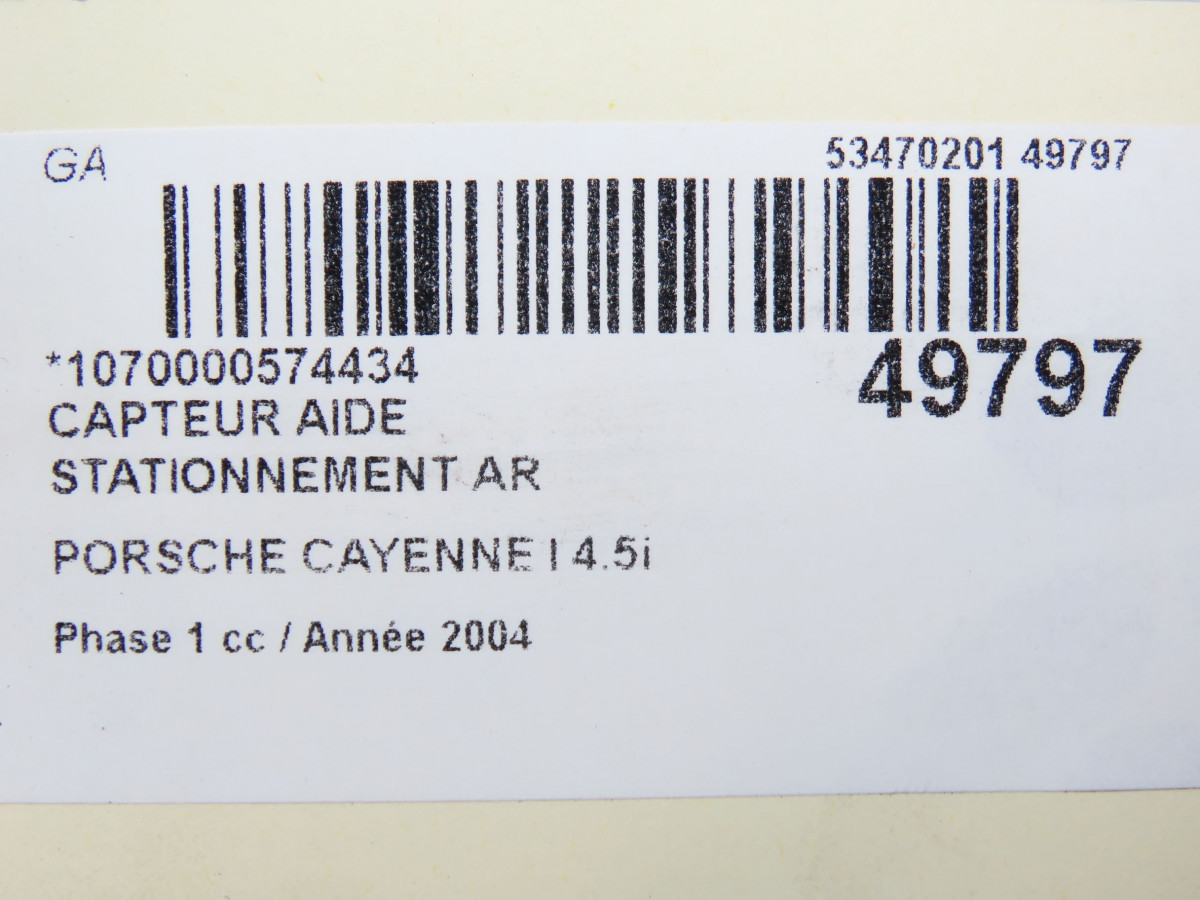 GA
53470201 49797
*1070000574434
49797
CAPTEUR AIDE
STATIONNEMENT AR
PORSCHE CAYENNE I 4.5i
Phase 1 cc / Année 2004